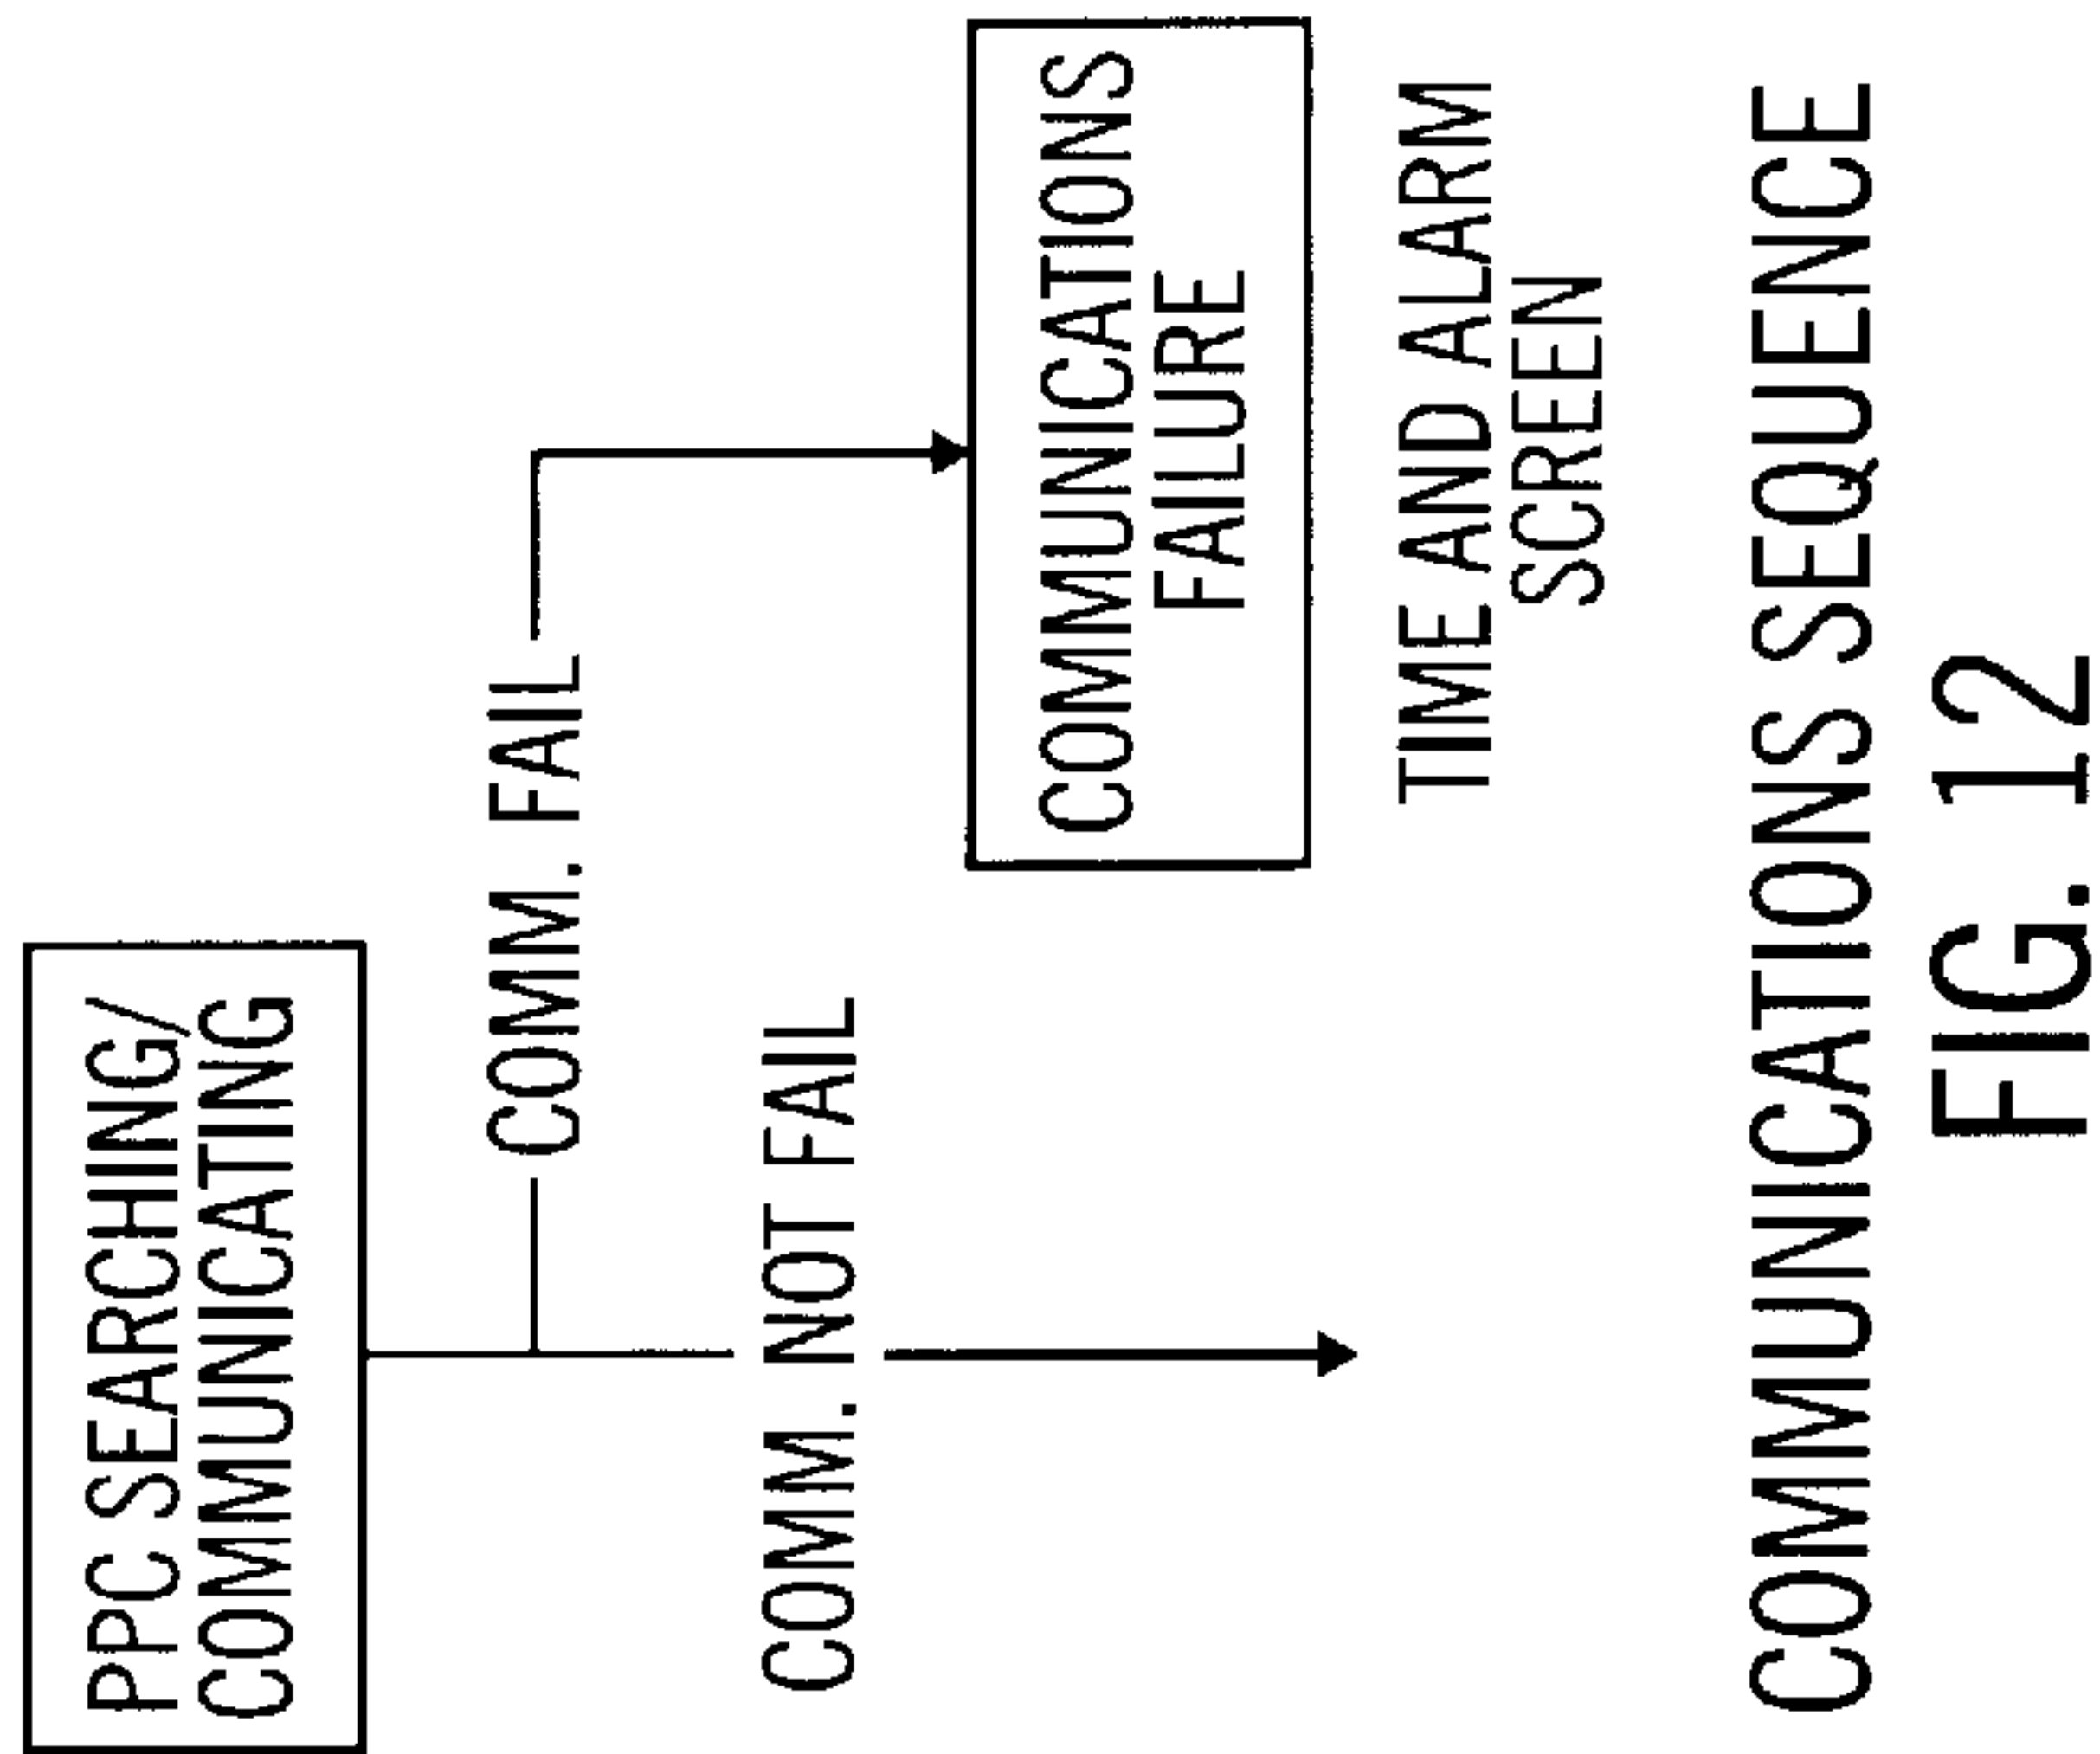 PPC SEARCHING/
COMMUNICATING
COMM. FAIL
COMM. NOT FAIL
COMMUNICATIONS
FAILURE
TIME AND ALARM
SCREEN
COMMUNICATIONS SEQUENCE
FIG. 12